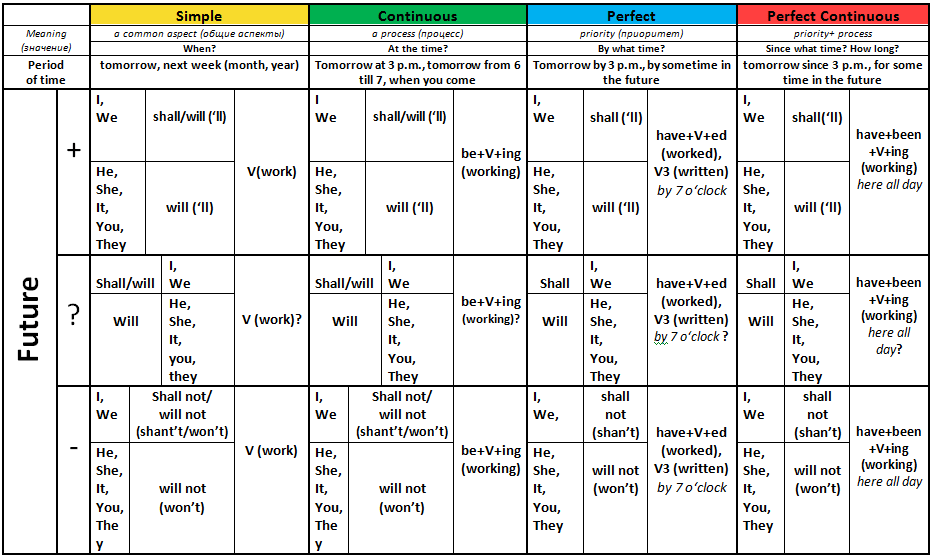 Simple
Continuous
Perfect
Perfect Continuous
Meaning
(значение)
a common aspect (общие аспекты)
a process (процесс)
priority (приоритет)
priority+ process
When?
At the time?
By what time?
Since what time? How long?
Period
of time
tomorrow, next week (month, year)
Tomorrow at 3 p.m., tomorrow from 6
till 7, when you come
Tomorrow by 3 p.m., by sometime in
the future
tomorrow since 3 p.m., for some
time in the future
Future
+
I,
We
shall/will (‘ll)
V(work)
He,
She,
It,
You,
They
will (‘ll)
I
We
shall/will (‘ll)
be+V+ing
(working)
He,
She,
It,
You,
They
will (‘ll)
I,
We
shall (‘ll)
have+V+ed
(worked),
V3 (written)
by 7 o‘clock
He,
She,
It,
You,
They
will (‘ll)
I,
We
shall(‘ll)
have+been
+V+ing
(working)
here all day
He,
She,
It,
You,
They
will (‘ll)
?
Shall/will
I,
We
V (work)?
Will
He,
She,
It,
you,
they
Shall/will
I,
We
be+V+ing
(working)?
Will
He,
She,
It,
You,
They
Shall
I,
We
have+V+ed
(worked),
V3 (written)
by 7 o‘clock ?
Will
He,
She,
It,
You,
They
Shall
I,
We
have+been
+V+ing
(working)
here all
day?
Will
He,
She,
It,
You,
They
-
I,
We
Shall not/
will not
(shant’t/won’t)
V (work)
He,
She,
It,
You,
The
y
will not
(won’t)
I,
We
Shall not/
will not
(shant’t/won’t)
be+V+ing
(working)
He,
She,
It,
You,
The
y
will not
(won’t)
I,
We,
shall
not
(shan’t)
have+V+ed
(worked),
V3 (written)
by 7 o‘clock
He,
She,
It,
You,
They
will not
(won’t)
I,
We
shall
not
(shan’t)
have+been
+V+ing
(working)
here all day
He,
She,
It,
You,
They
will not
(won’t)